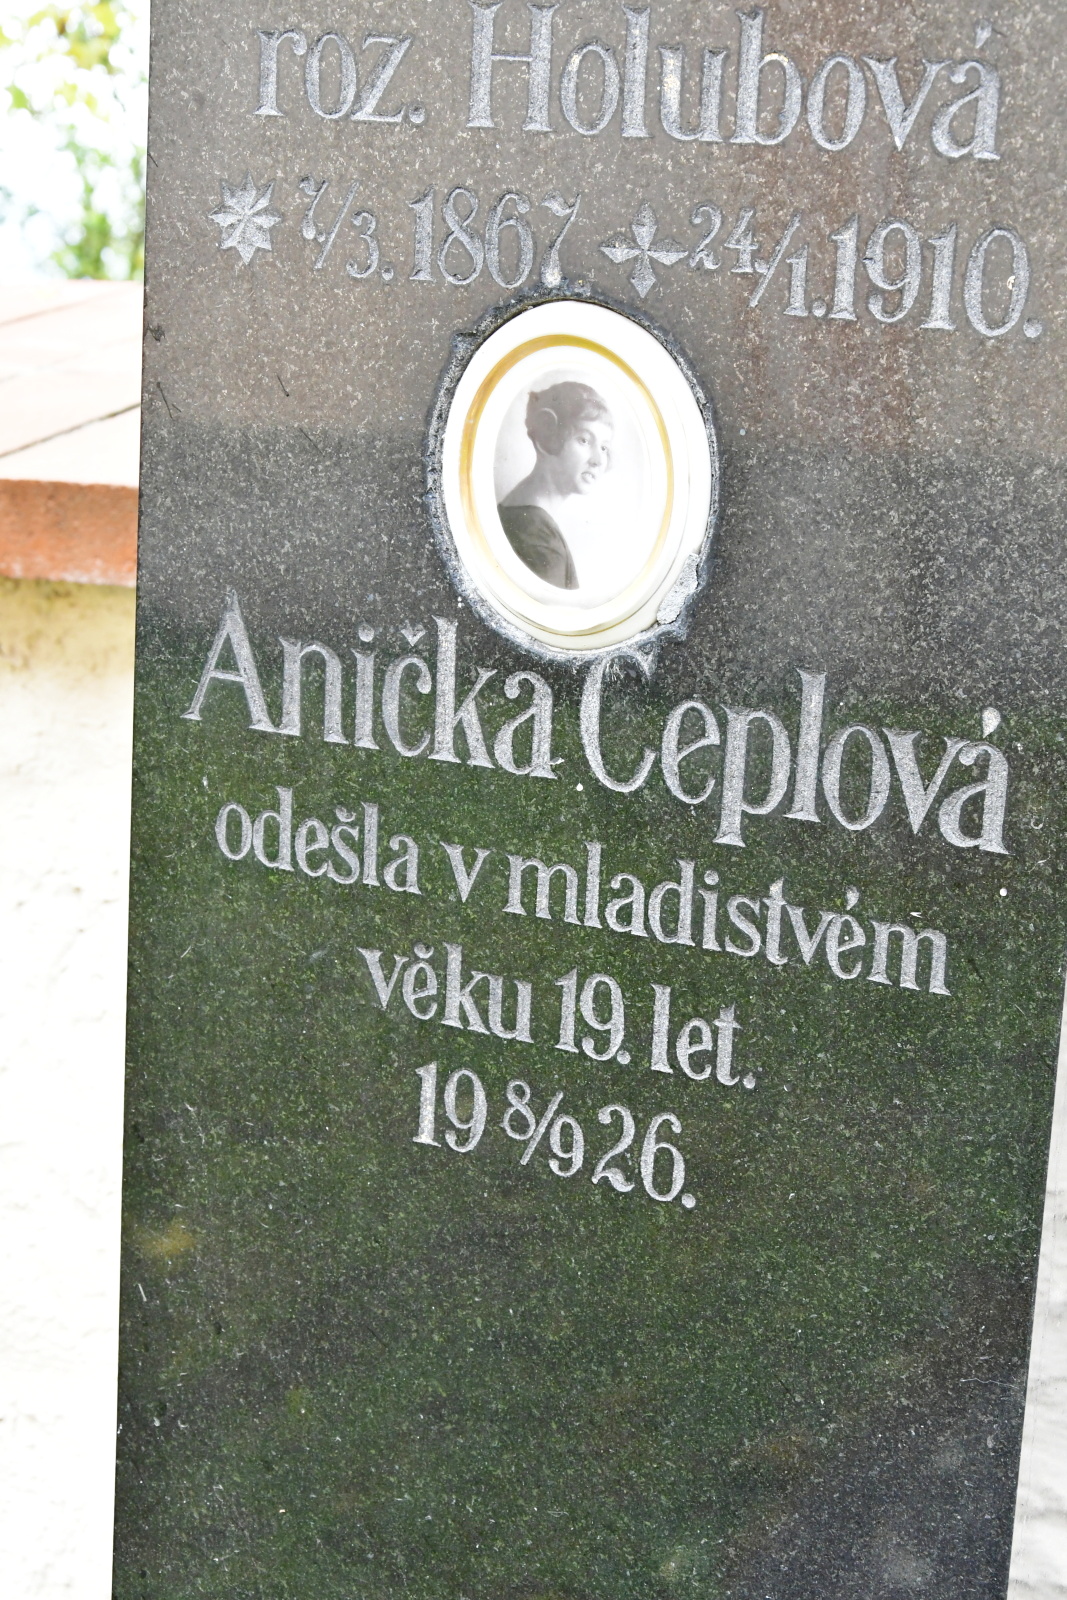 roz. Holubová
* 7/3. 1867 ✢ 24/1. 1910.
Anička Ceplová
odešla v mladistvém
věku 19. let.
19 8/9 26.